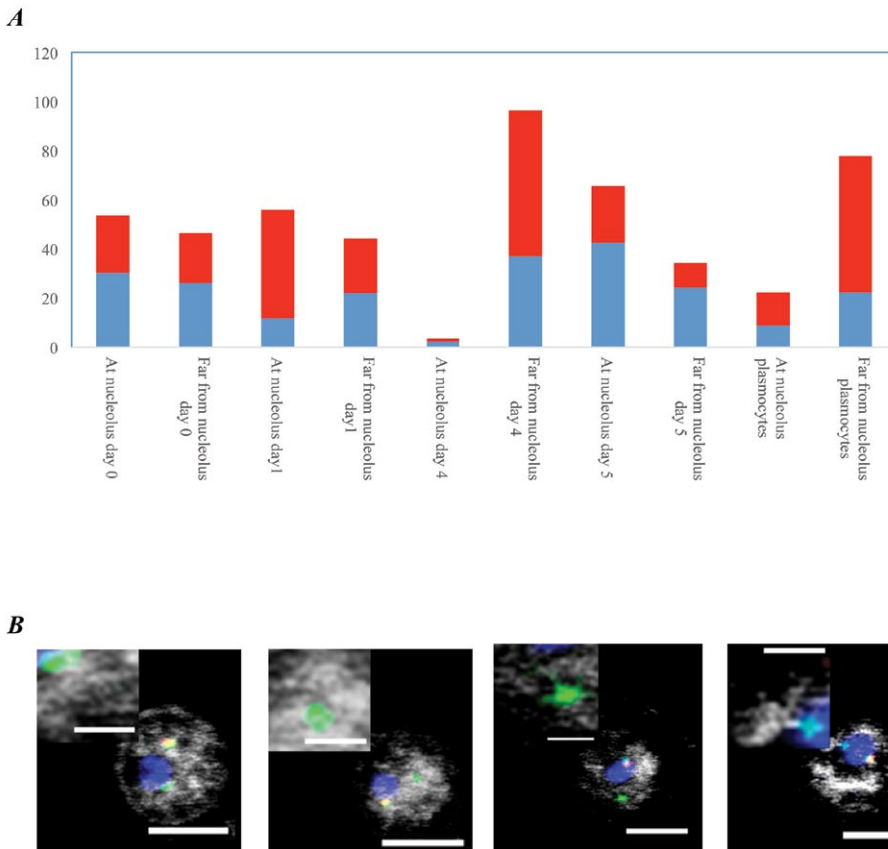 A
120
100
80
60
40
20
0
At nucleolus day 0
Far from nucleolus
day 0
At nucleolus day1
Far from nucleolus
day1
At nucleolus day 4
Far from nucleolus
day 4
At nucleolus day 5
Far from nucleolus
day 5
At nucleolus
plasmocytes
Far from nucleolus
plasmocytes
B